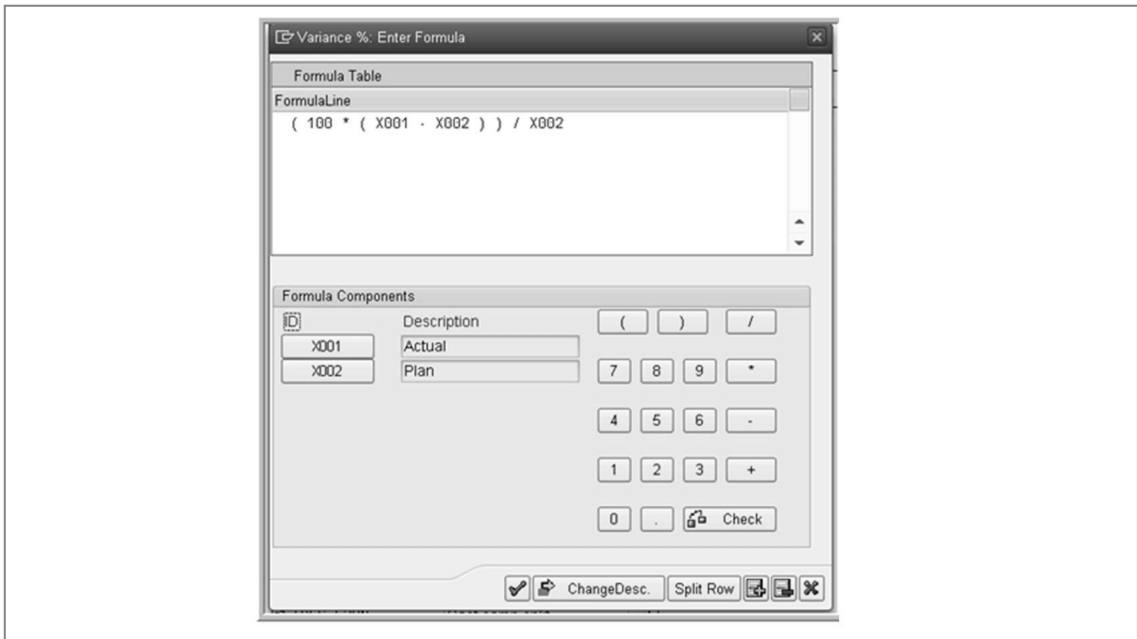 Variance %: Enter Formula
Formula Table
FormulaLine
( 100 * ( X001 - X002 ) ) / X002
Formula Components
ID Description ( ) /
X001 Actual
X002 Plan 7 8 9 *
4 5 6 -
1 2 3 +
0 . Check
ChangeDesc. Split Row